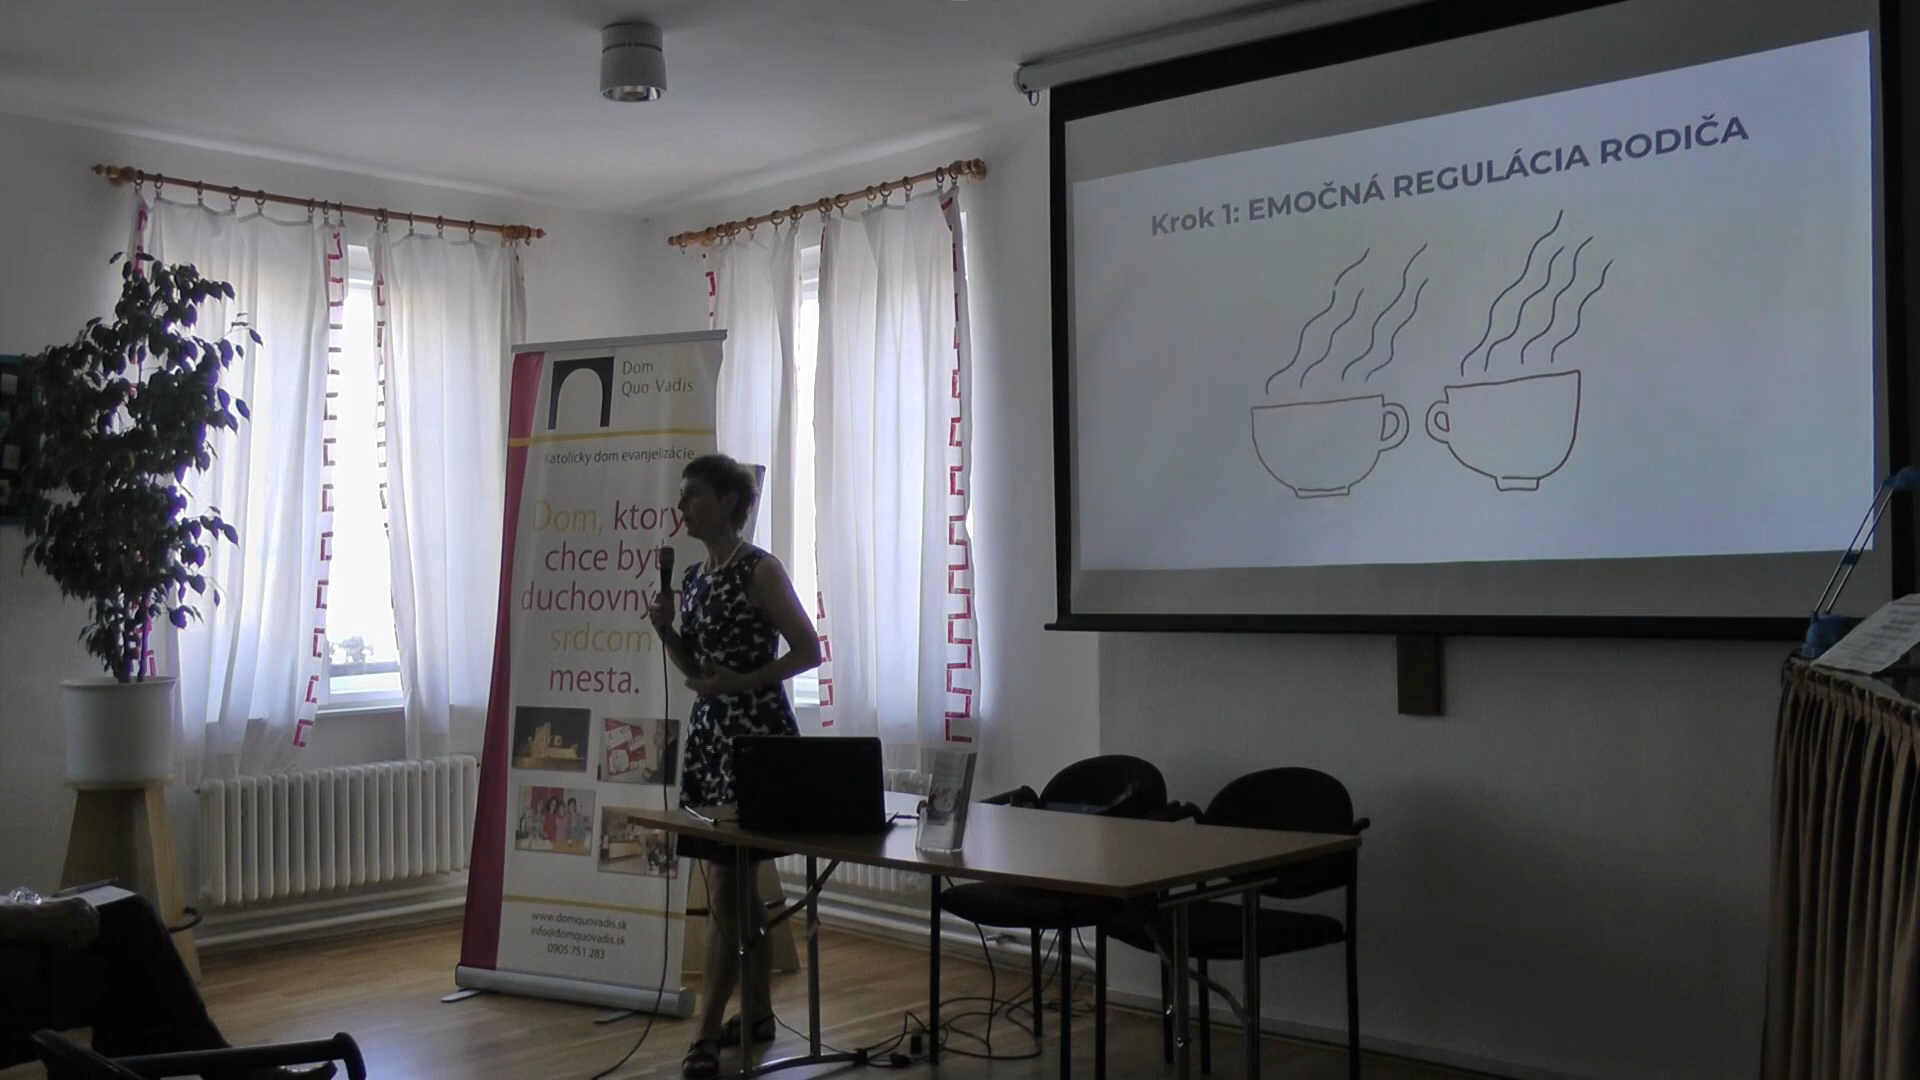 Krok 1: EMOČNÁ REGULÁCIA RODIČA
Dom
Quo Vadis
Katolícky dom evanjelizácie
Dom, ktorý
chce byť
duchovným
srdcom
mesta.
www.domquovadis.sk
info@domquovadis.sk
0905 751 283